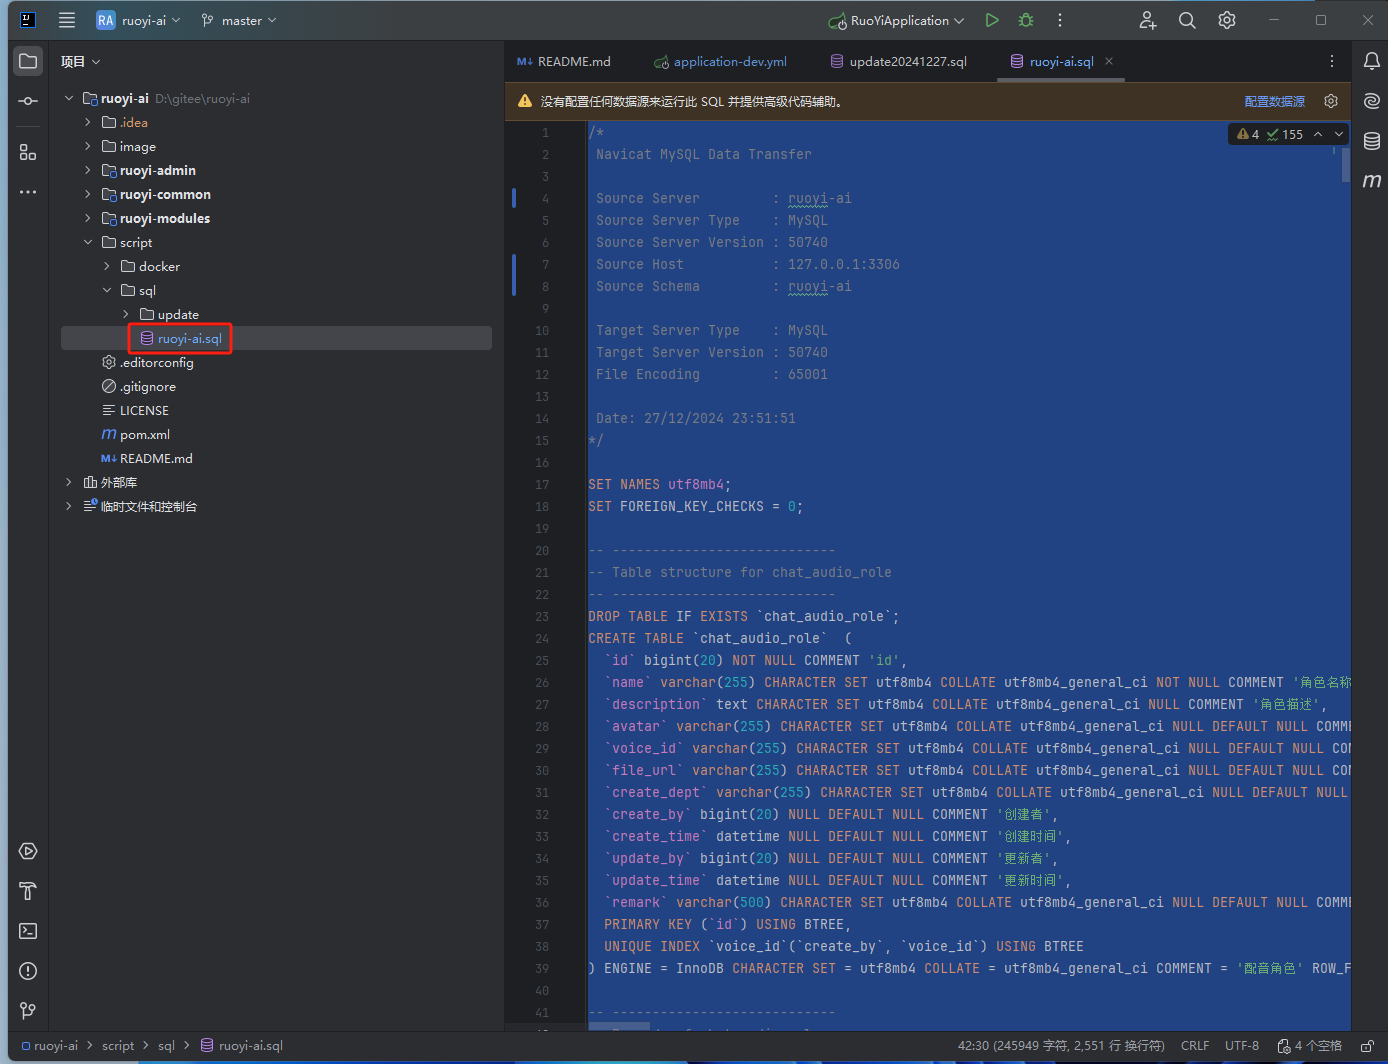 RA ruoyi-ai master RuoYiApplication
项目
ruoyi-ai D:\gitee\ruoyi-ai
.idea
image
ruoyi-admin
ruoyi-common
ruoyi-modules
script
docker
sql
update
ruoyi-ai.sql
.editorconfig
.gitignore
LICENSE
pom.xml
README.md
外部库
临时文件和控制台
README.md application-dev.yml update20241227.sql ruoyi-ai.sql
没有配置任何数据源来运行此 SQL 并提供高级代码辅助。 配置数据源
4 155
1 /*
2 Navicat MySQL Data Transfer
3
4 Source Server : ruoyi-ai
5 Source Server Type : MySQL
6 Source Server Version : 50740
7 Source Host : 127.0.0.1:3306
8 Source Schema : ruoyi-ai
9
10 Target Server Type : MySQL
11 Target Server Version : 50740
12 File Encoding : 65001
13
14 Date: 27/12/2024 23:51:51
15 */
16
17 SET NAMES utf8mb4;
18 SET FOREIGN_KEY_CHECKS = 0;
19
20 -- ----------------------------
21 -- Table structure for chat_audio_role
22 -- ----------------------------
23 DROP TABLE IF EXISTS `chat_audio_role`;
24 CREATE TABLE `chat_audio_role` (
25 `id` bigint(20) NOT NULL COMMENT 'id',
26 `name` varchar(255) CHARACTER SET utf8mb4 COLLATE utf8mb4_general_ci NOT NULL COMMENT '角色名称
27 `description` text CHARACTER SET utf8mb4 COLLATE utf8mb4_general_ci NULL COMMENT '角色描述',
28 `avatar` varchar(255) CHARACTER SET utf8mb4 COLLATE utf8mb4_general_ci NULL DEFAULT NULL COMME
29 `voice_id` varchar(255) CHARACTER SET utf8mb4 COLLATE utf8mb4_general_ci NULL DEFAULT NULL COM
30 `file_url` varchar(255) CHARACTER SET utf8mb4 COLLATE utf8mb4_general_ci NULL DEFAULT NULL COM
31 `create_dept` varchar(255) CHARACTER SET utf8mb4 COLLATE utf8mb4_general_ci NULL DEFAULT NULL
32 `create_by` bigint(20) NULL DEFAULT NULL COMMENT '创建者',
33 `create_time` datetime NULL DEFAULT NULL COMMENT '创建时间',
34 `update_by` bigint(20) NULL DEFAULT NULL COMMENT '更新者',
35 `update_time` datetime NULL DEFAULT NULL COMMENT '更新时间',
36 `remark` varchar(500) CHARACTER SET utf8mb4 COLLATE utf8mb4_general_ci NULL DEFAULT NULL COMME
37 PRIMARY KEY (`id`) USING BTREE,
38 UNIQUE INDEX `voice_id`(`create_by`, `voice_id`) USING BTREE
39 ) ENGINE = InnoDB CHARACTER SET = utf8mb4 COLLATE = utf8mb4_general_ci COMMENT = '配音角色' ROW_F
40
41 -- ----------------------------
ruoyi-ai > script > sql > ruoyi-ai.sql 42:30 (245949 字符, 2,551 行 换行符) CRLF UTF-8 4 个空格